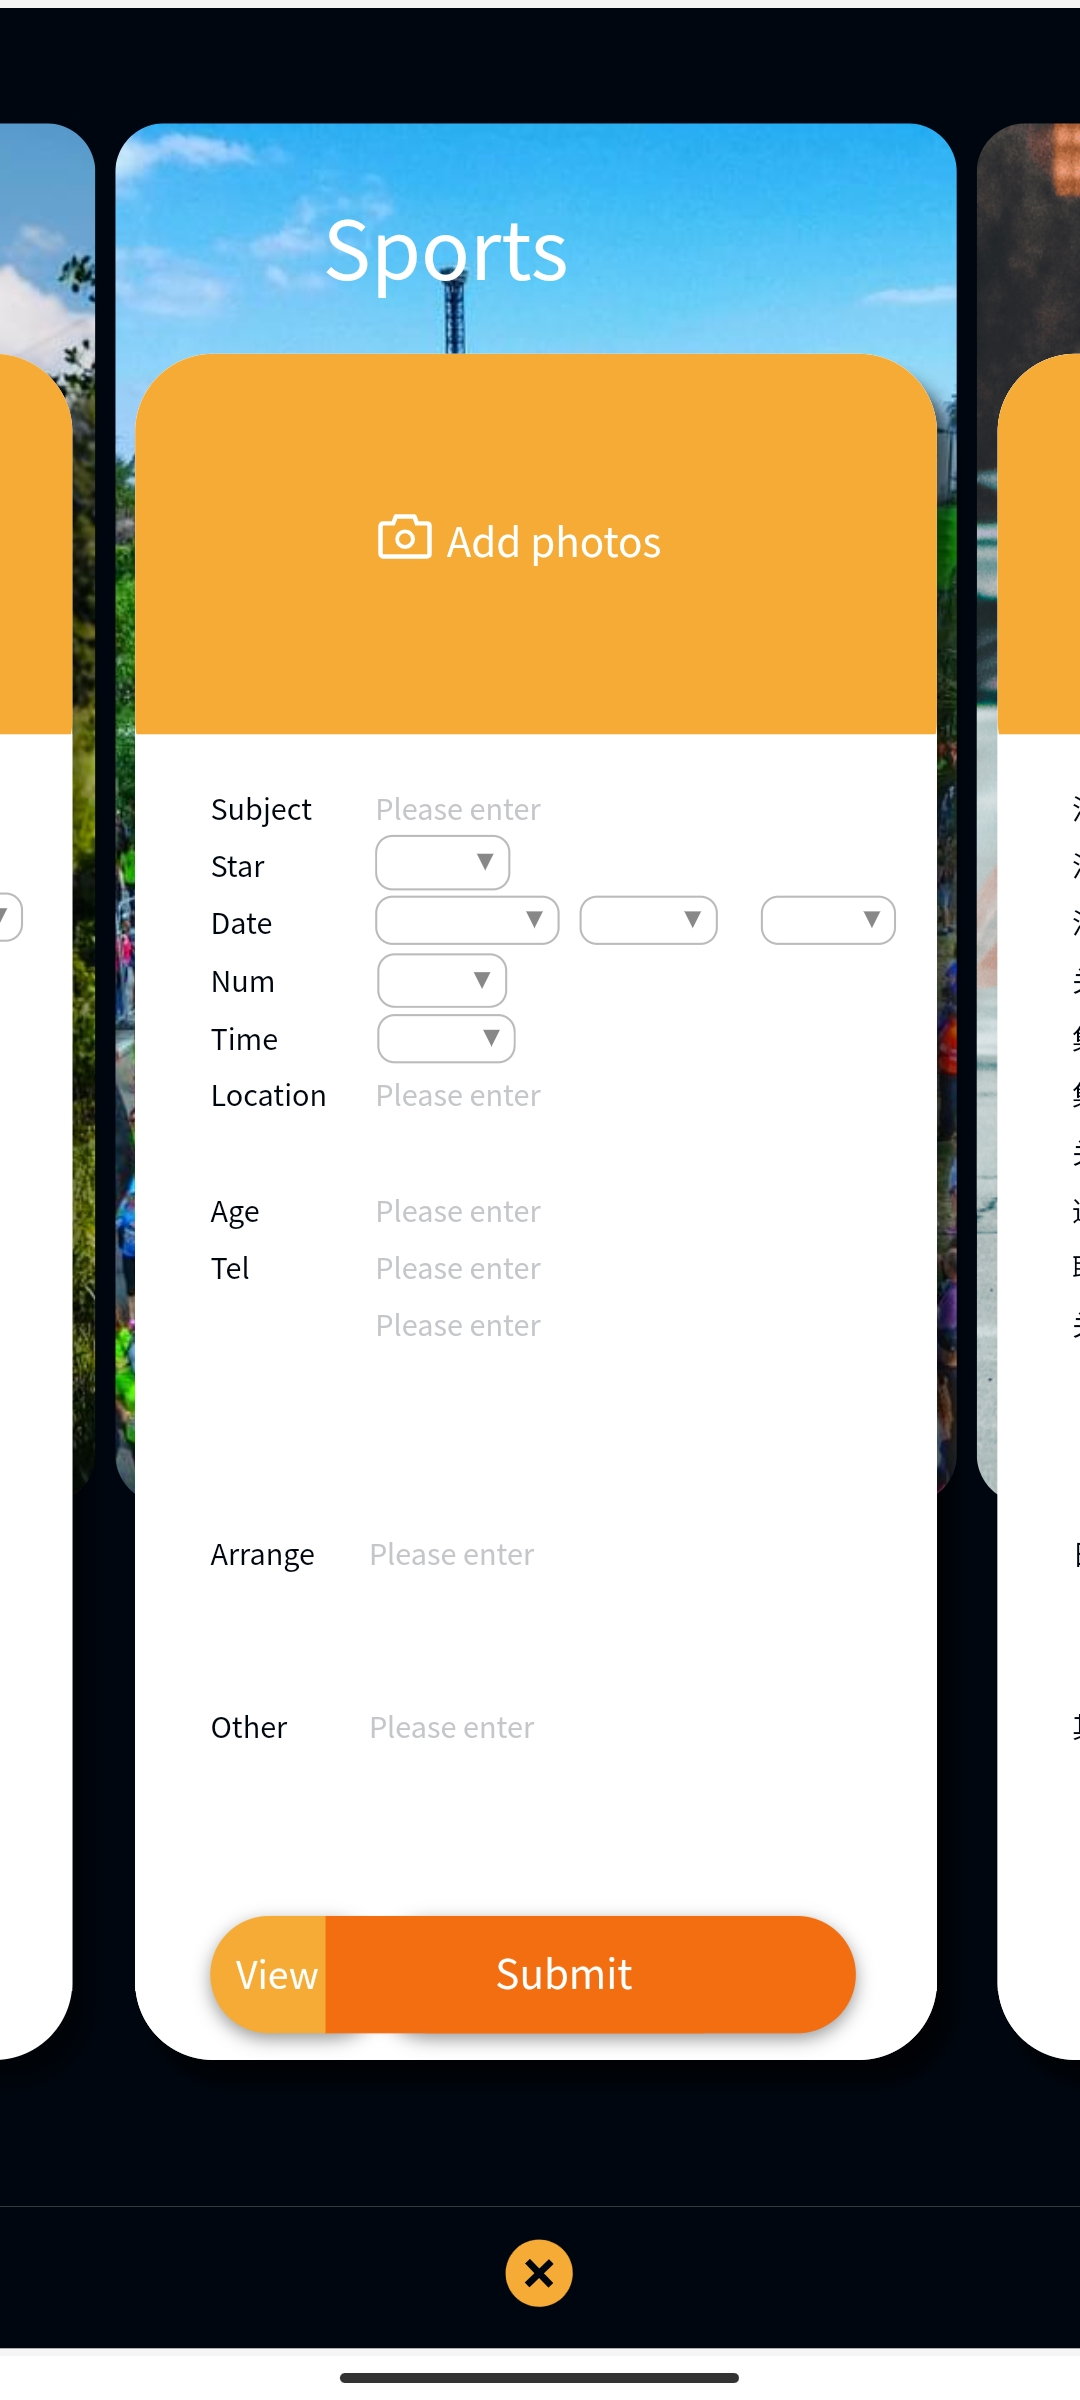 Sports
Add photos
Subject Please enter
Star
Date
Num
Time
Location Please enter
Age Please enter
Tel Please enter
Please enter
Arrange Please enter
Other Please enter
View Submit